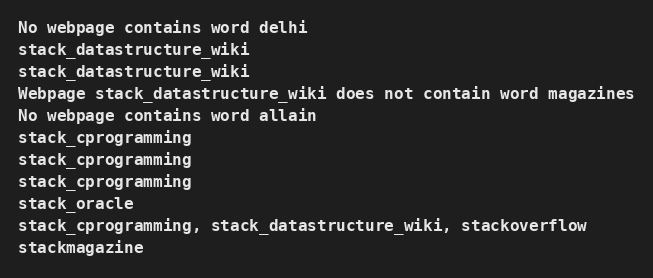 No webpage contains word delhi
stack_datastructure_wiki
stack_datastructure_wiki
Webpage stack_datastructure_wiki does not contain word magazines
No webpage contains word allain
stack_cprogramming
stack_cprogramming
stack_cprogramming
stack_oracle
stack_cprogramming, stack_datastructure_wiki, stackoverflow
stackmagazine